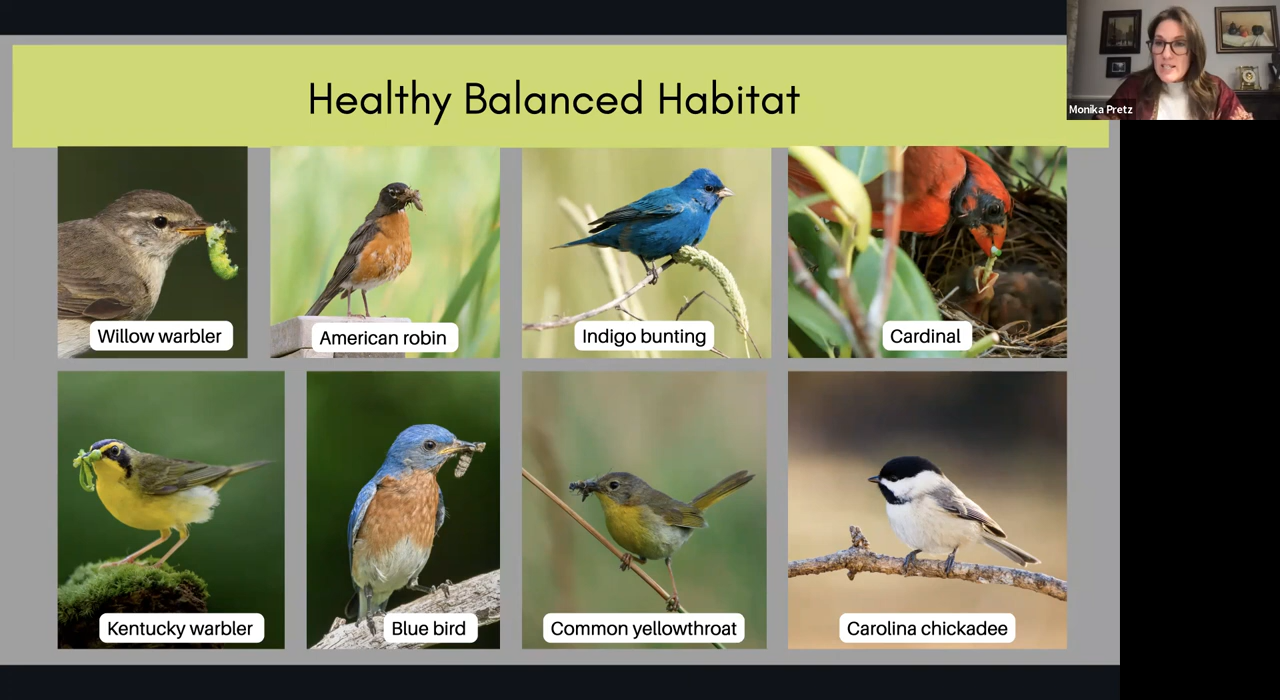 Healthy Balanced Habitat
Monika Pretz
Willow warbler
American robin
Indigo bunting
Cardinal
Kentucky warbler
Blue bird
Common yellowthroat
Carolina chickadee